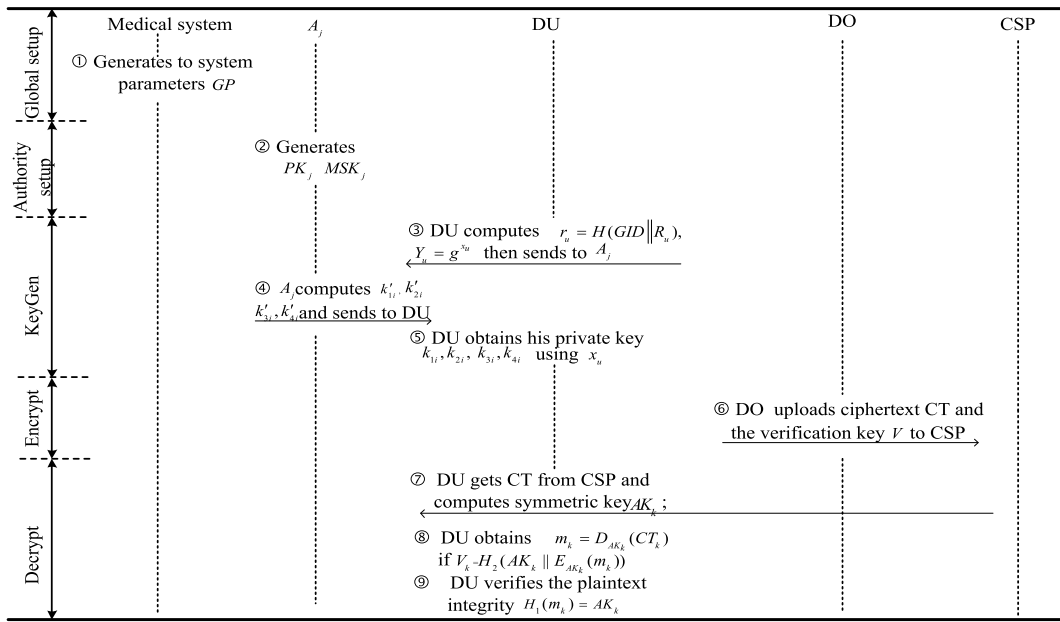 Medical system A_j DU DO CSP
Global setup
① Generates to system
parameters GP
Authority
setup
② Generates
PK_j MSK_j
KeyGen
③ DU computes r_u = H(GID||R_u),
Y_u = g^{x_u} then sends to A_j
④ A_j computes k'_{1i}, k'_{2i}
k'_{3i}, k'_{4i} and sends to DU
⑤ DU obtains his private key
k_{1i}, k_{2i}, k_{3i}, k_{4i} using x_u
Encrypt
⑥ DO uploads ciphertext CT and
the verification key V to CSP
Decrypt
⑦ DU gets CT from CSP and
computes symmetric key AK_k ;
⑧ DU obtains m_k = D_{AK_k}(CT_k)
if V_k-H_2(AK_k || E_{AK_k}(m_k))
⑨ DU verifies the plaintext
integrity H_1(m_k) = AK_k